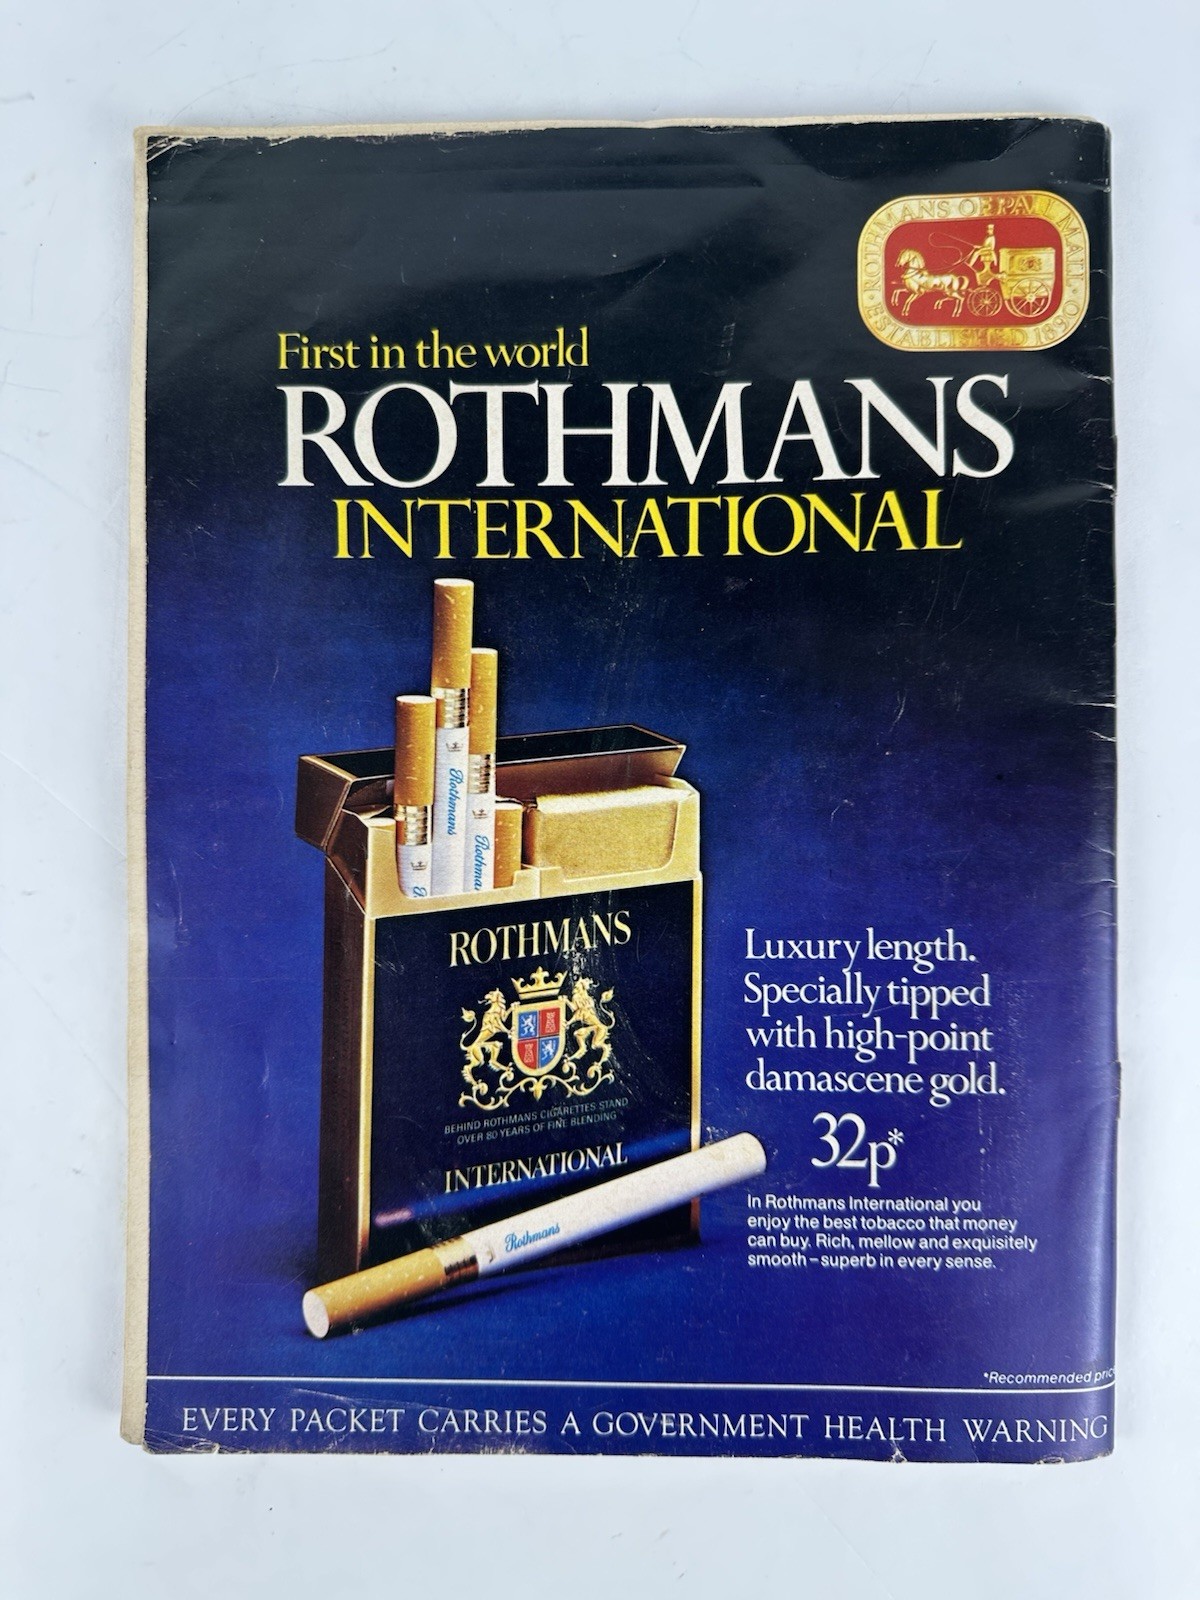 ROTHMANS OF PALL MALL
ESTABLISHED 1890
First in the world
ROTHMANS
INTERNATIONAL
Rothmans
Rothma
R
ROTHMANS
BEHIND ROTHMANS CIGARETTES STAND
OVER 80 YEARS OF FINE BLENDING
INTERNATIONAL
Rothmans
Luxury length.
Specially tipped
with high-point
damascene gold.
32p*
In Rothmans International you
enjoy the best tobacco that money
can buy. Rich, mellow and exquisitely
smooth – superb in every sense.
*Recommended price
EVERY PACKET CARRIES A GOVERNMENT HEALTH WARNING